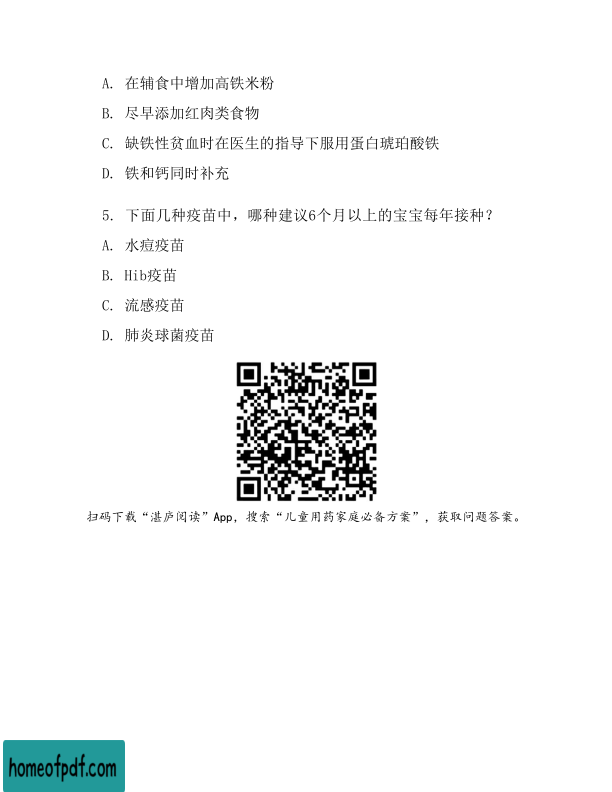 A. 在辅食中增加高铁米粉
B. 尽早添加红肉类食物
C. 缺铁性贫血时在医生的指导下服用蛋白琥珀酸铁
D. 铁和钙同时补充
5. 下面几种疫苗中，哪种建议6个月以上的宝宝每年接种？
A. 水痘疫苗
B. Hib疫苗
C. 流感疫苗
D. 肺炎球菌疫苗
扫码下载“湛庐阅读”App，搜索“儿童用药家庭必备方案”，获取问题答案。
homeofpdf.com